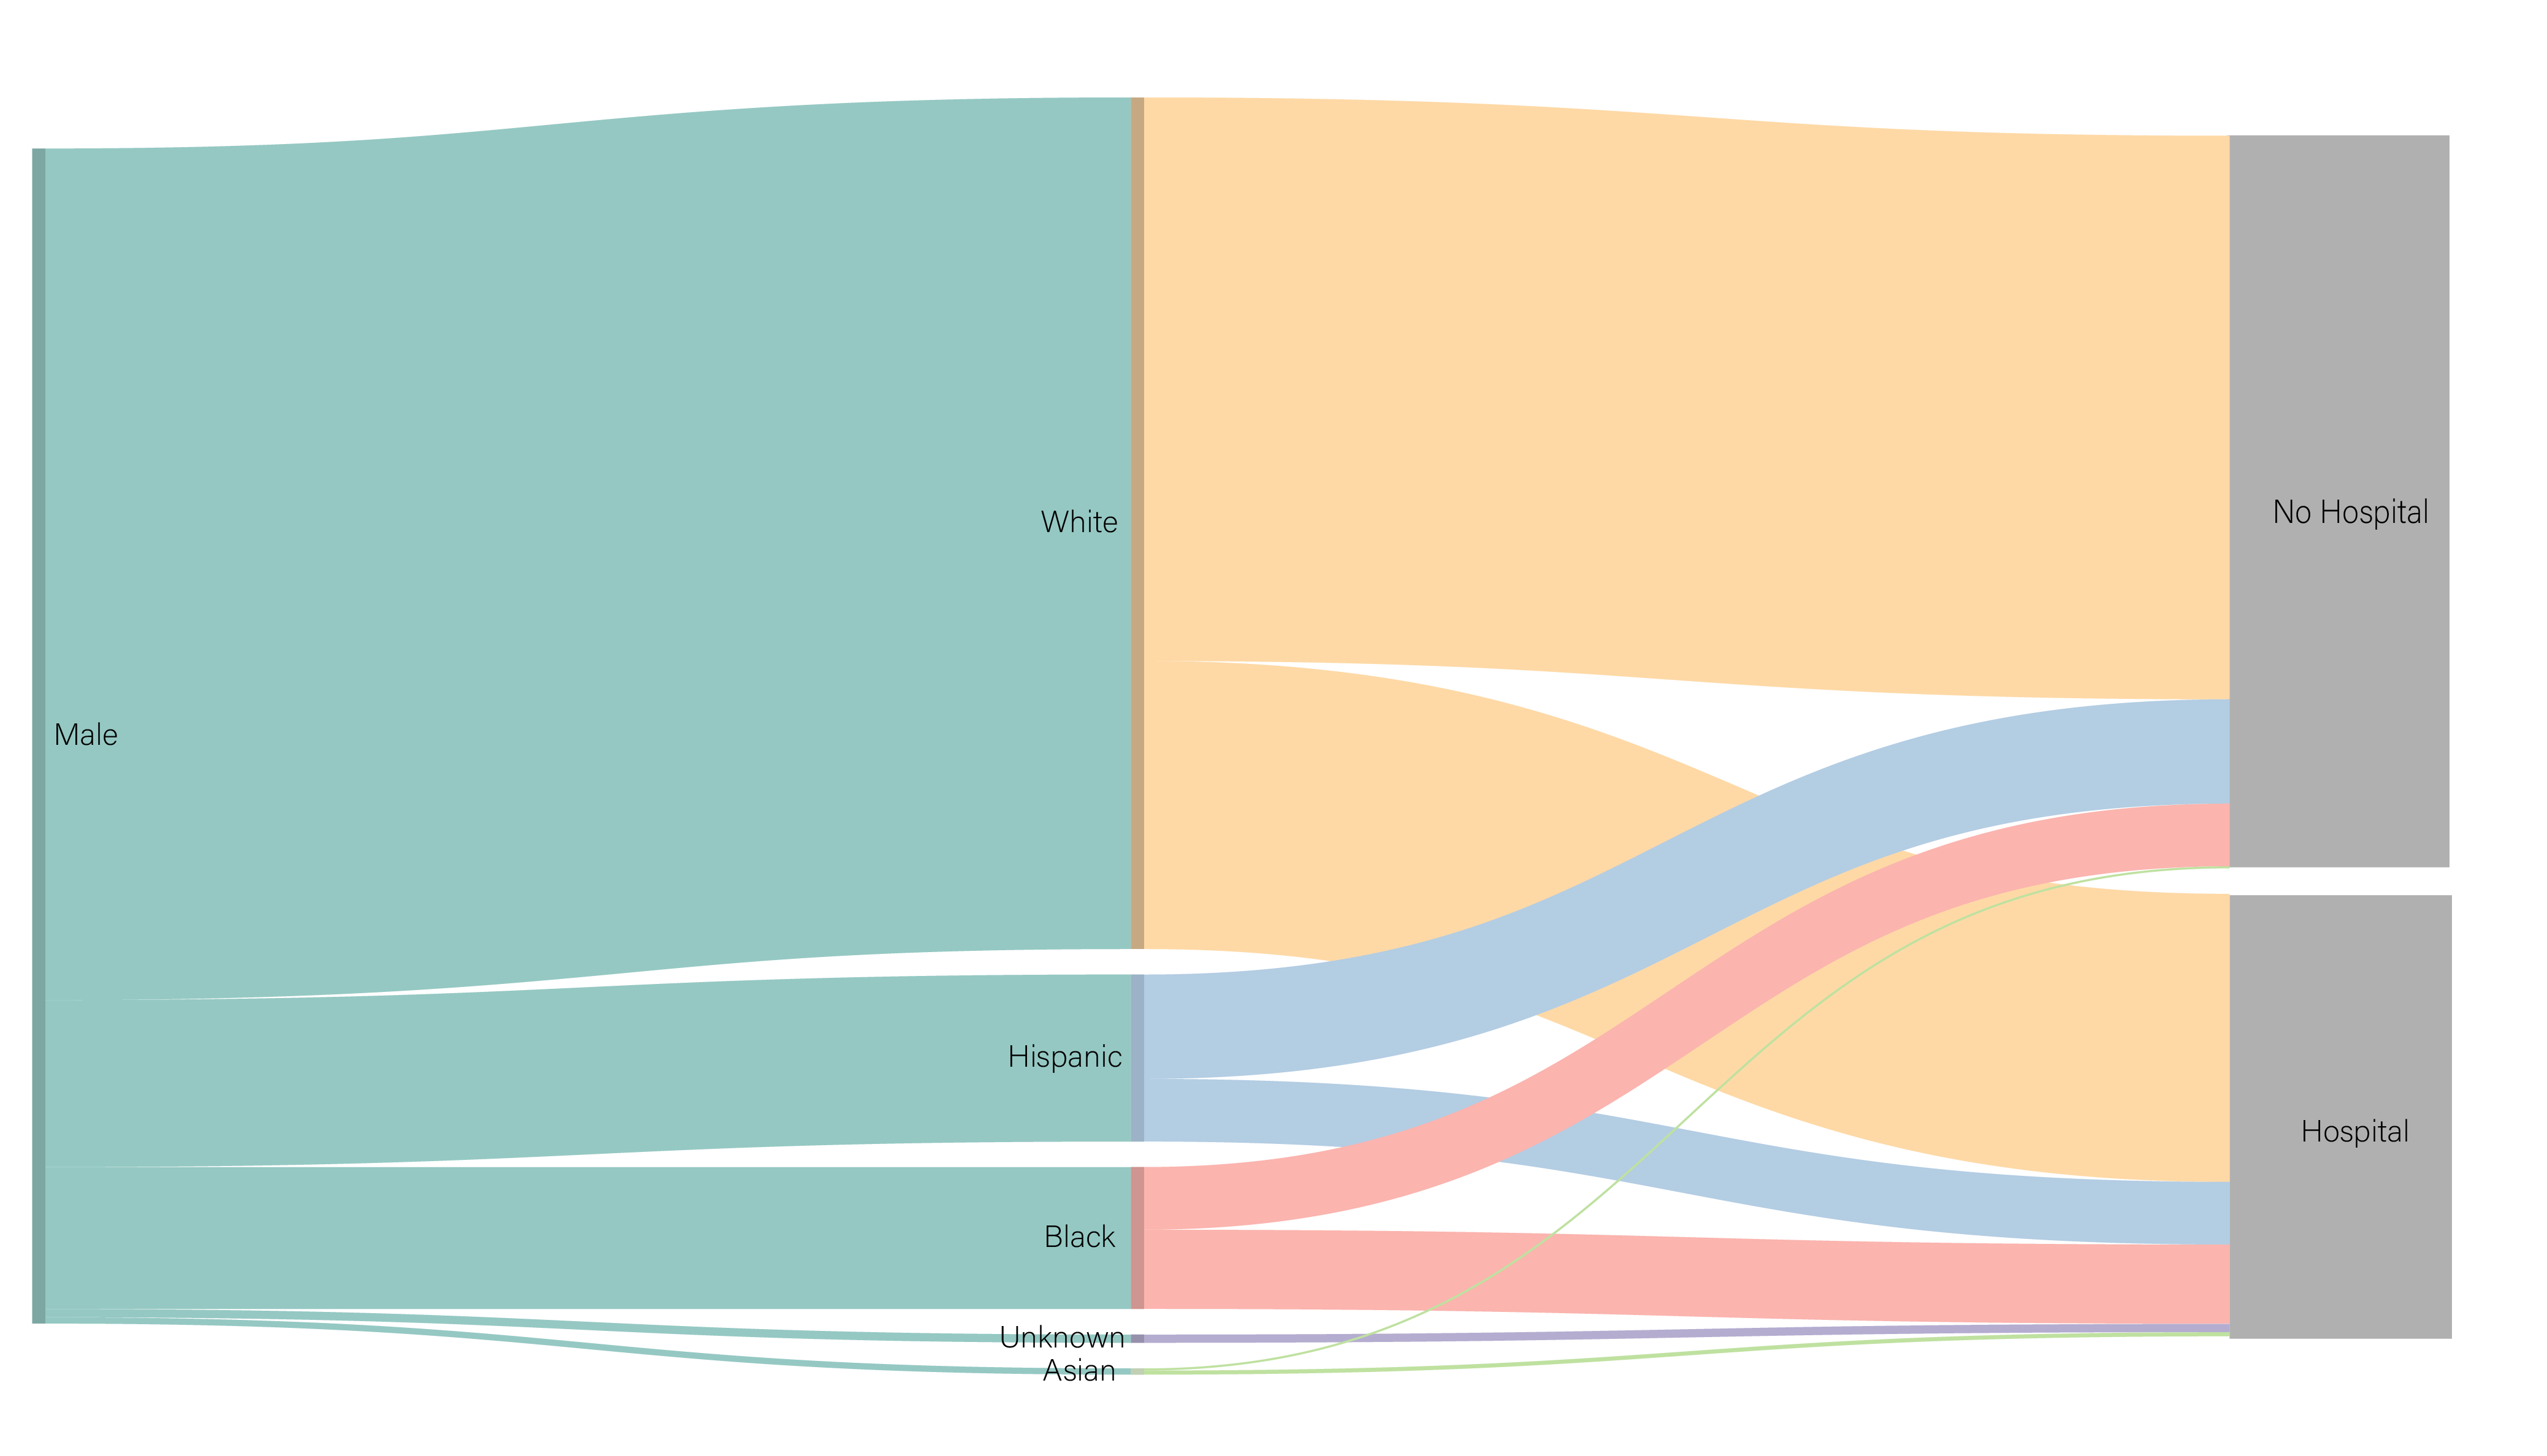 Male
White
Hispanic
Black
Unknown
Asian
No Hospital
Hospital